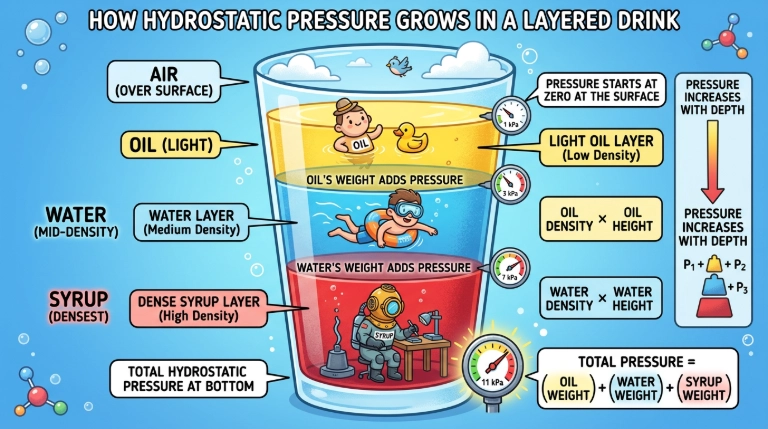 HOW HYDROSTATIC PRESSURE GROWS IN A LAYERED DRINK
AIR
(OVER SURFACE)
PRESSURE STARTS AT
ZERO AT THE SURFACE
1 kPa
PRESSURE
INCREASES
WITH DEPTH
OIL (LIGHT)
OIL
LIGHT OIL LAYER
(Low Density)
OIL'S WEIGHT ADDS PRESSURE
3 kPa
WATER
(MID-DENSITY)
WATER LAYER
(Medium Density)
OIL DENSITY × OIL HEIGHT
PRESSURE
INCREASES
WITH DEPTH
P₁ + + P₂
+ P₃
WATER'S WEIGHT ADDS PRESSURE
7 kPa
WATER DENSITY × WATER HEIGHT
SYRUP
(DENSEST)
DENSE SYRUP LAYER
(High Density)
SYRUP
TOTAL HYDROSTATIC
PRESSURE AT BOTTOM
11 kPa
TOTAL PRESSURE =
(OIL WEIGHT) + (WATER WEIGHT) + (SYRUP WEIGHT)